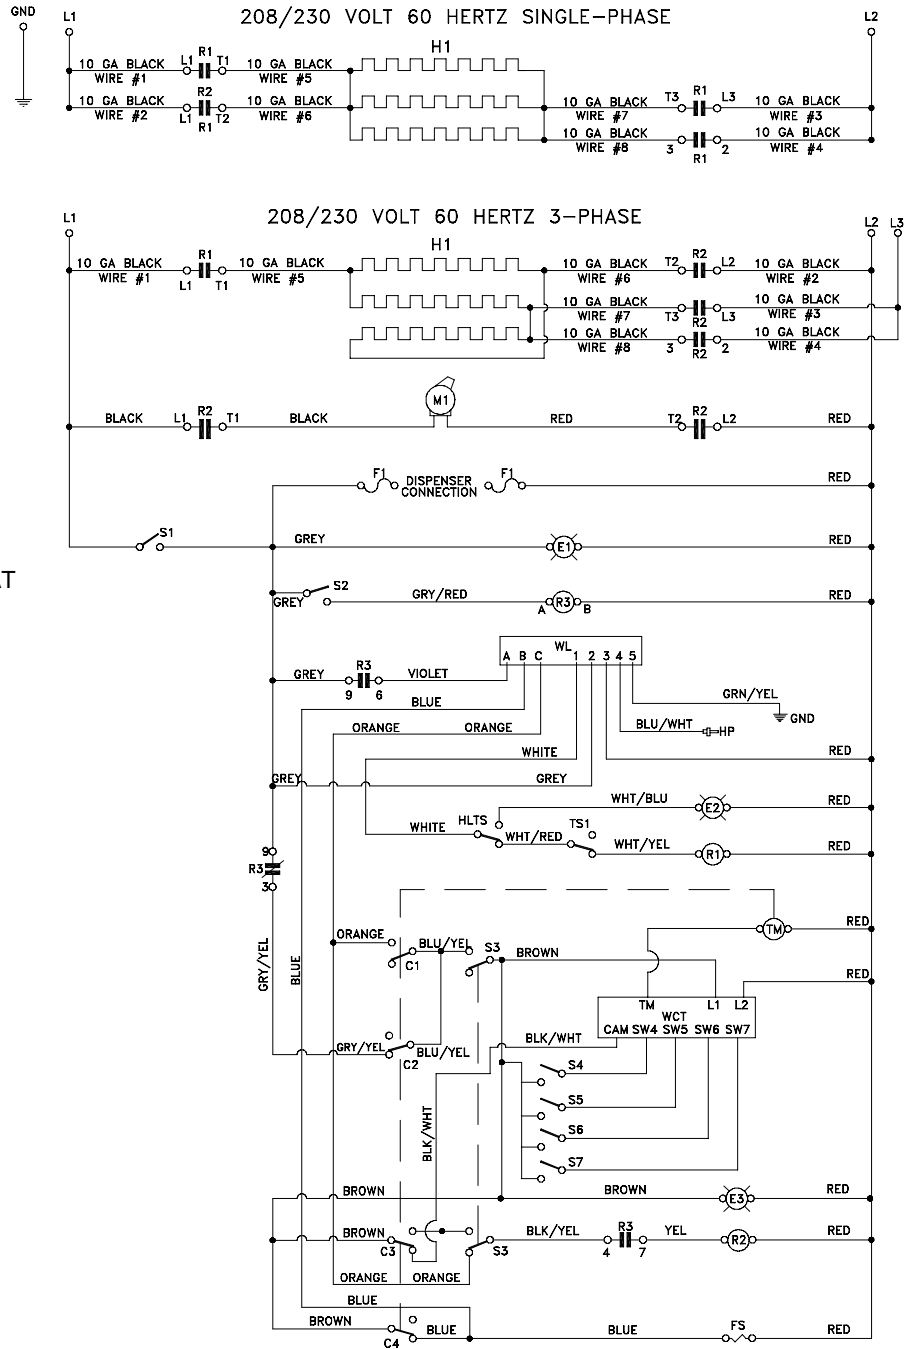 GND L1 208/230 VOLT 60 HERTZ SINGLE-PHASE L2
H1
10 GA BLACK L1 R1 T1 10 GA BLACK
WIRE #1 WIRE #5
10 GA BLACK R2 10 GA BLACK 10 GA BLACK T3 R1 L3 10 GA BLACK
WIRE #2 L1 R1 T2 WIRE #6 WIRE #7 WIRE #3
10 GA BLACK 10 GA BLACK
WIRE #8 3 R1 2 WIRE #4
L1 208/230 VOLT 60 HERTZ 3-PHASE L2 L3
H1
10 GA BLACK R1 10 GA BLACK 10 GA BLACK T2 R2 L2 10 GA BLACK
WIRE #1 L1 T1 WIRE #5 WIRE #6 WIRE #2
10 GA BLACK 10 GA BLACK
WIRE #7 T3 R2 L3 WIRE #3
10 GA BLACK 10 GA BLACK
WIRE #8 3 R2 2 WIRE #4
M1
BLACK L1 R2 T1 BLACK RED T2 R2 L2 RED
F1 DISPENSER F1 RED
CONNECTION
S1 GREY E1 RED
AT
GREY S2 GRY/RED A R3 B RED
WL
A B C 1 2 3 4 5
GREY R3 VIOLET
9 6
BLUE GRN/YEL
GND
ORANGE ORANGE BLU/WHT HP
WHITE RED
GREY GREY
WHT/BLU E2 RED
WHITE HLTS WHT/RED TS1 WHT/YEL R1 RED
9
R3
3
ORANGE BLU/YEL S3 BROWN TM RED
C1
GRY/YEL BLUE RED
TM L1 L2
WCT
CAM SW4 SW5 SW6 SW7
GRY/YEL C2 BLU/YEL BLK/WHT
S4
S5
BLK/WHT
S6
S7
BROWN BROWN E3 RED
BROWN C3 S3 BLK/YEL 4 R3 7 YEL R2 RED
ORANGE ORANGE
BLUE
BROWN C4 BLUE BLUE FS RED